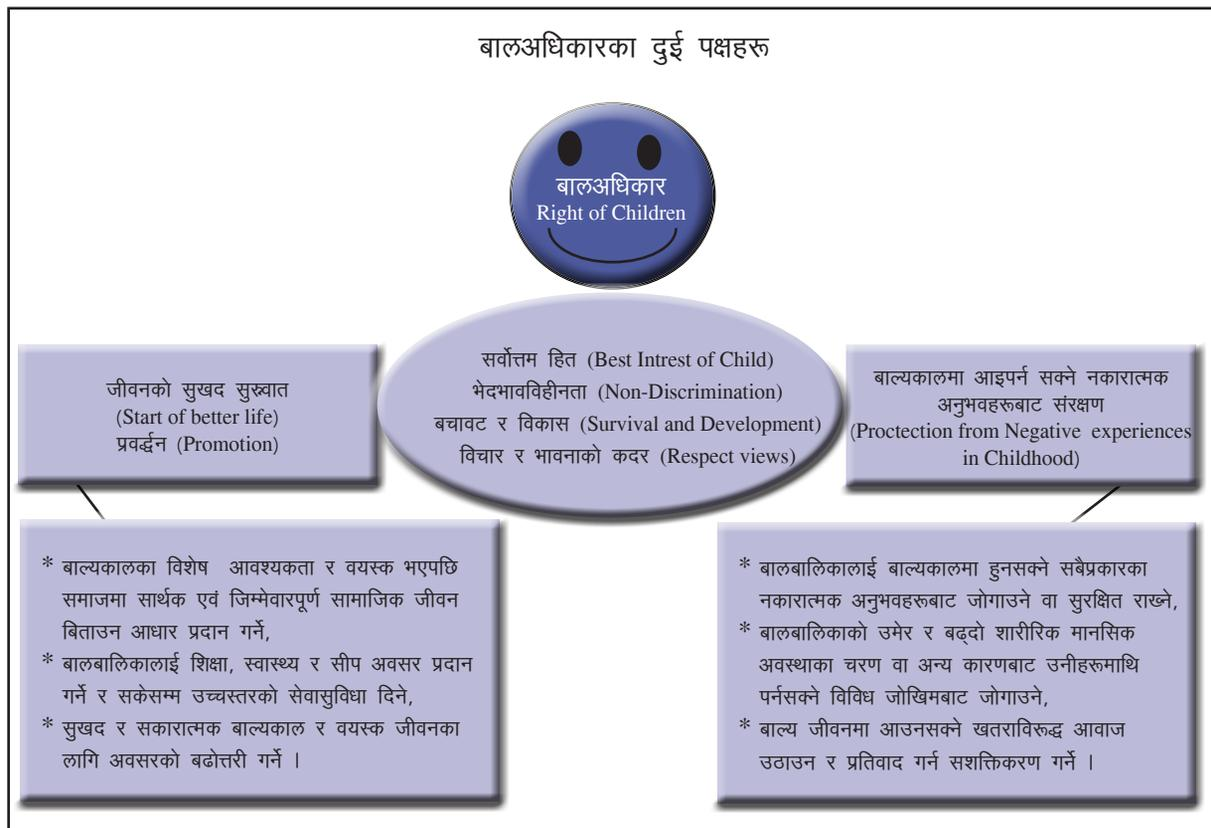 बालअधिकारका दुई पक्षहरू
बालअधिकार
Right of Children
सर्वोत्तम हित (Best Intrest of Child)
भेदभावविहीनता (Non-Discrimination)
बचावट र विकास (Survival and Development)
विचार र भावनाको कदर (Respect views)
जीवनको सुखद सुरुवात
(Start of better life)
प्रवर्द्धन (Promotion)
बाल्यकालमा आइपर्न सक्ने नकारात्मक
अनुभवहरूबाट संरक्षण
(Proctection from Negative experiences
in Childhood)
* बाल्यकालका विशेष आवश्यकता र वयस्क भएपछि
समाजमा सार्थक एवं जिम्मेवारपूर्ण सामाजिक जीवन
बिताउन आधार प्रदान गर्ने,
* बालबालिकालाई शिक्षा, स्वास्थ्य र सीप अवसर प्रदान
गर्ने र सकेसम्म उच्चस्तरको सेवासुविधा दिने,
* सुखद र सकारात्मक बाल्यकाल र वयस्क जीवनका
लागि अवसरको बढोत्तरी गर्ने ।
* बालबालिकालाई बाल्यकालमा हुनसक्ने सबैप्रकारका
नकारात्मक अनुभवहरूबाट जोगाउने वा सुरक्षित राख्ने,
* बालबालिकाको उमेर र बढ्दो शारीरिक मानसिक
अवस्थाका चरण वा अन्य कारणबाट उनीहरूमाथि
पर्नसक्ने विविध जोखिमबाट जोगाउने,
* बाल्य जीवनमा आउनसक्ने खतराविरूद्ध आवाज
उठाउन र प्रतिवाद गर्न सशक्तिकरण गर्ने ।